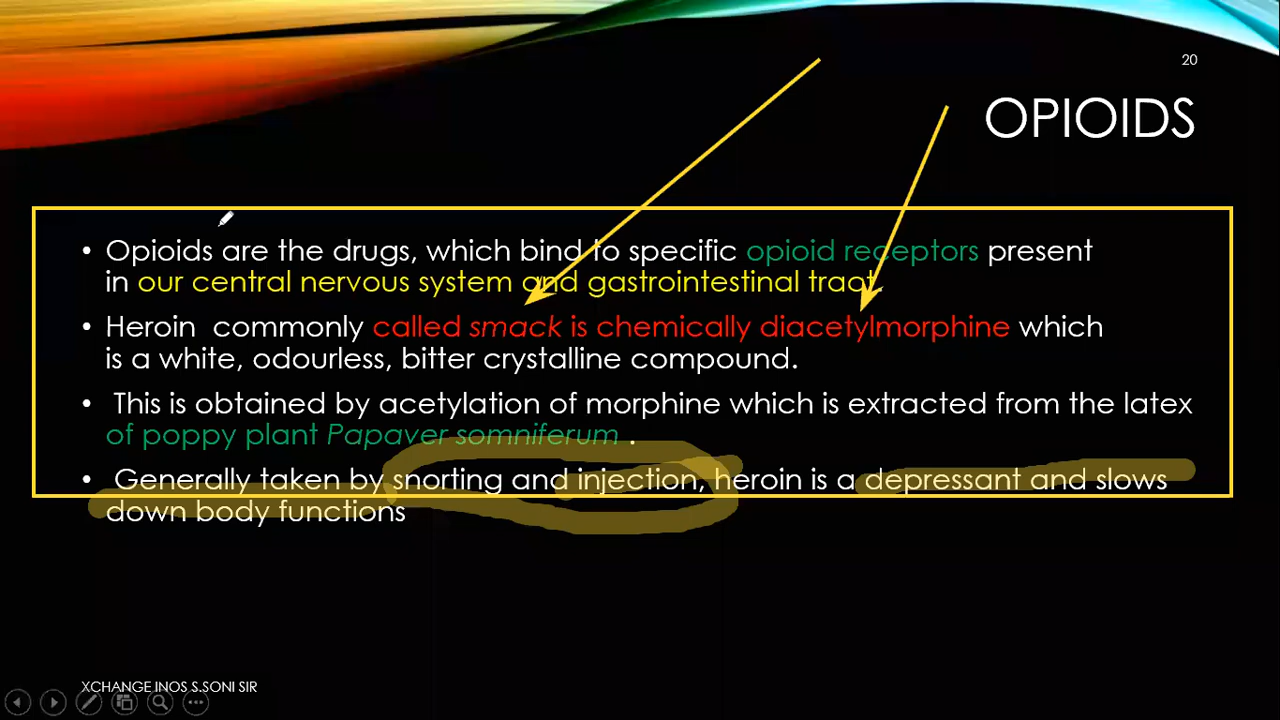 20
OPIOIDS
• Opioids are the drugs, which bind to specific opioid receptors present
in our central nervous system and gastrointestinal tract.
• Heroin commonly called smack is chemically diacetylmorphine which
is a white, odourless, bitter crystalline compound.
• This is obtained by acetylation of morphine which is extracted from the latex
of poppy plant Papaver somniferum .
• Generally taken by snorting and injection, heroin is a depressant and slows
down body functions
XCHANGE INOS S.SONI SIR